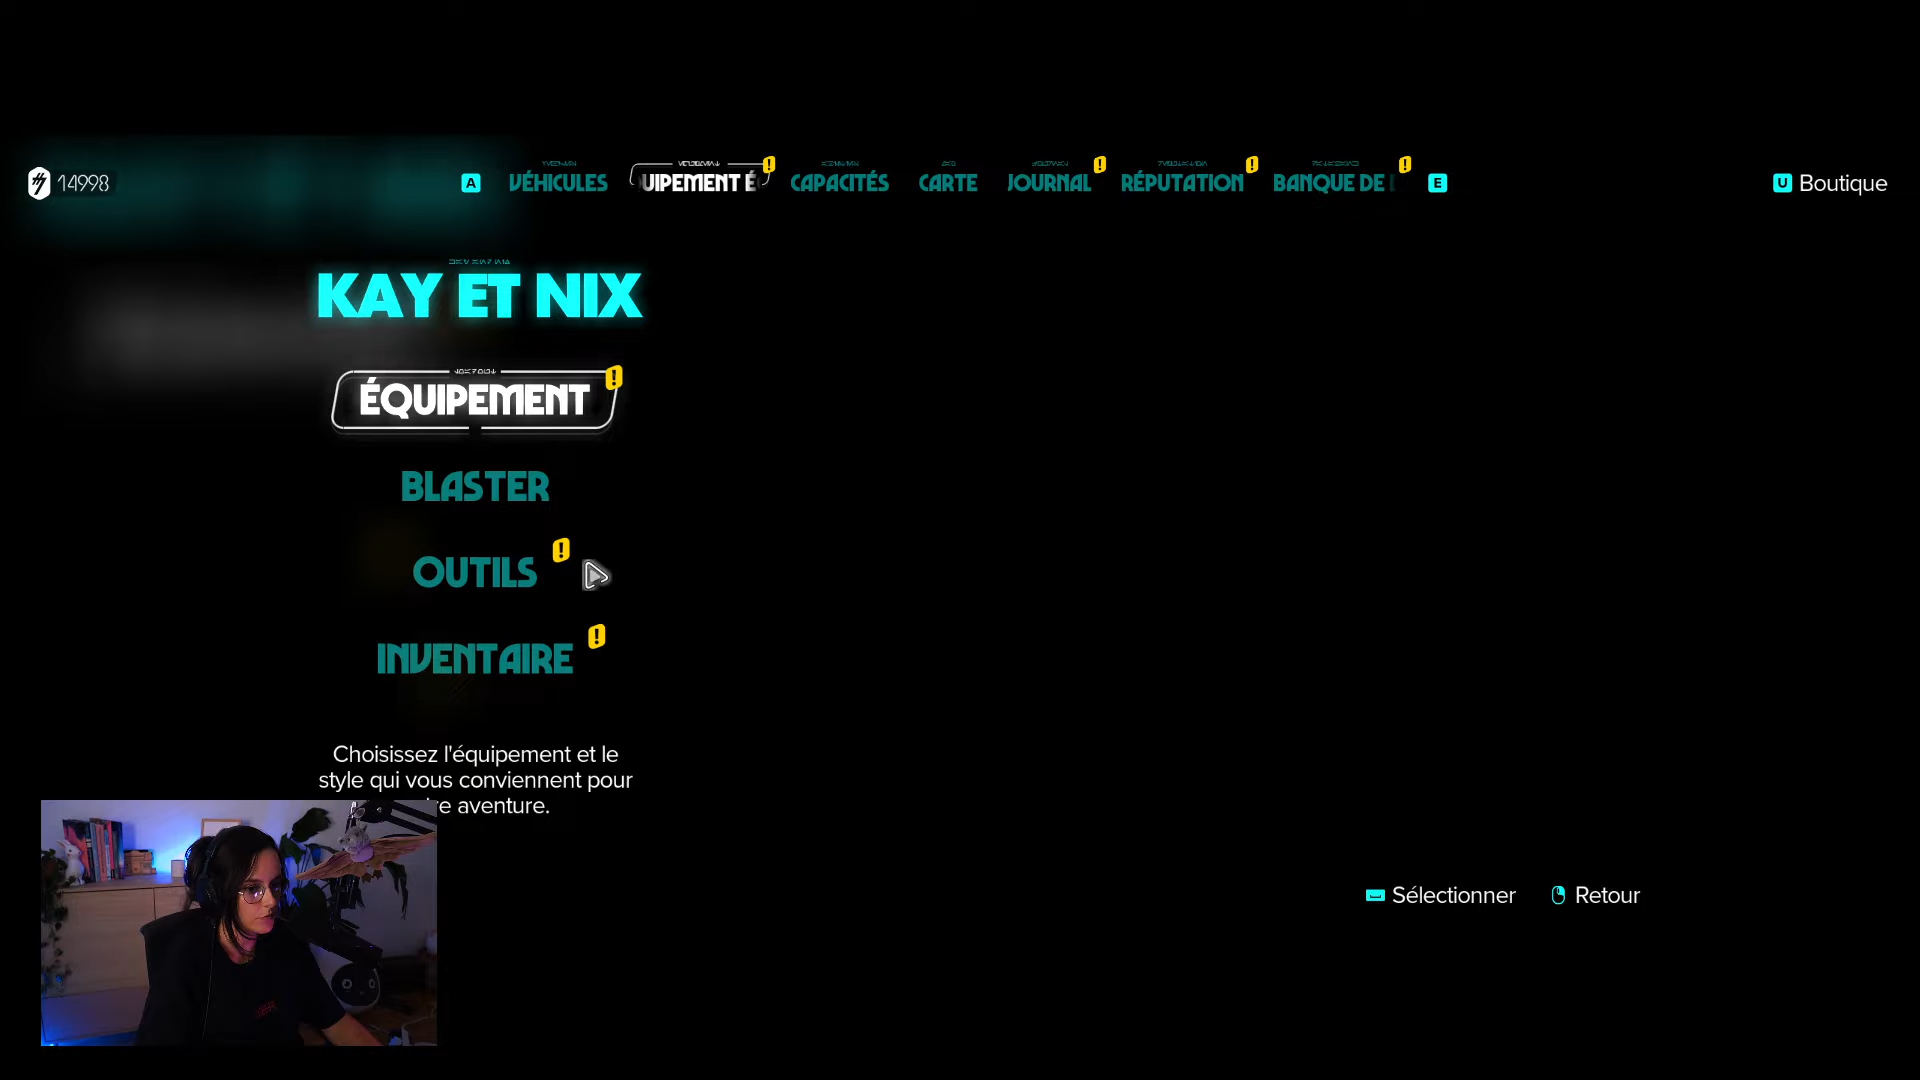 14998
A
VÉHICULES
UIPEMENT É
CAPACITÉS
CARTE
JOURNAL
RÉPUTATION
BANQUE DE
E
U Boutique
KAY ET NIX
ÉQUIPEMENT
BLASTER
OUTILS
INVENTAIRE
Choisissez l'équipement et le
style qui vous conviennent pour
aventure.
Sélectionner
Retour